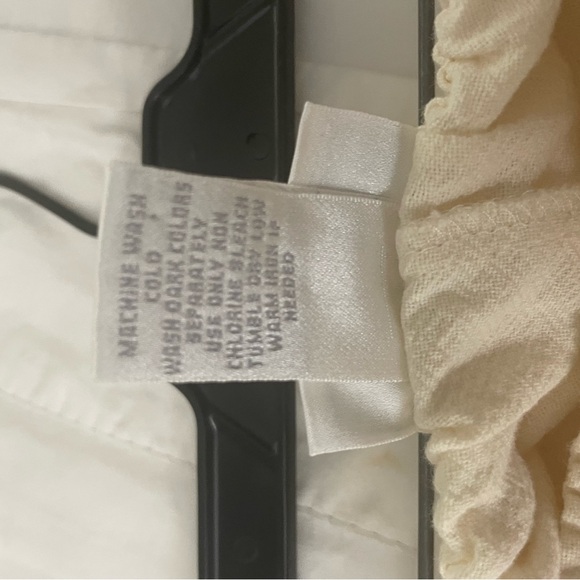 MACHINE WASH
COLD
WASH DARK COLORS
SEPARATELY
USE ONLY NON
CHLORINE BLEACH
TUMBLE DRY LOW
WARM IRON IF
NEEDED